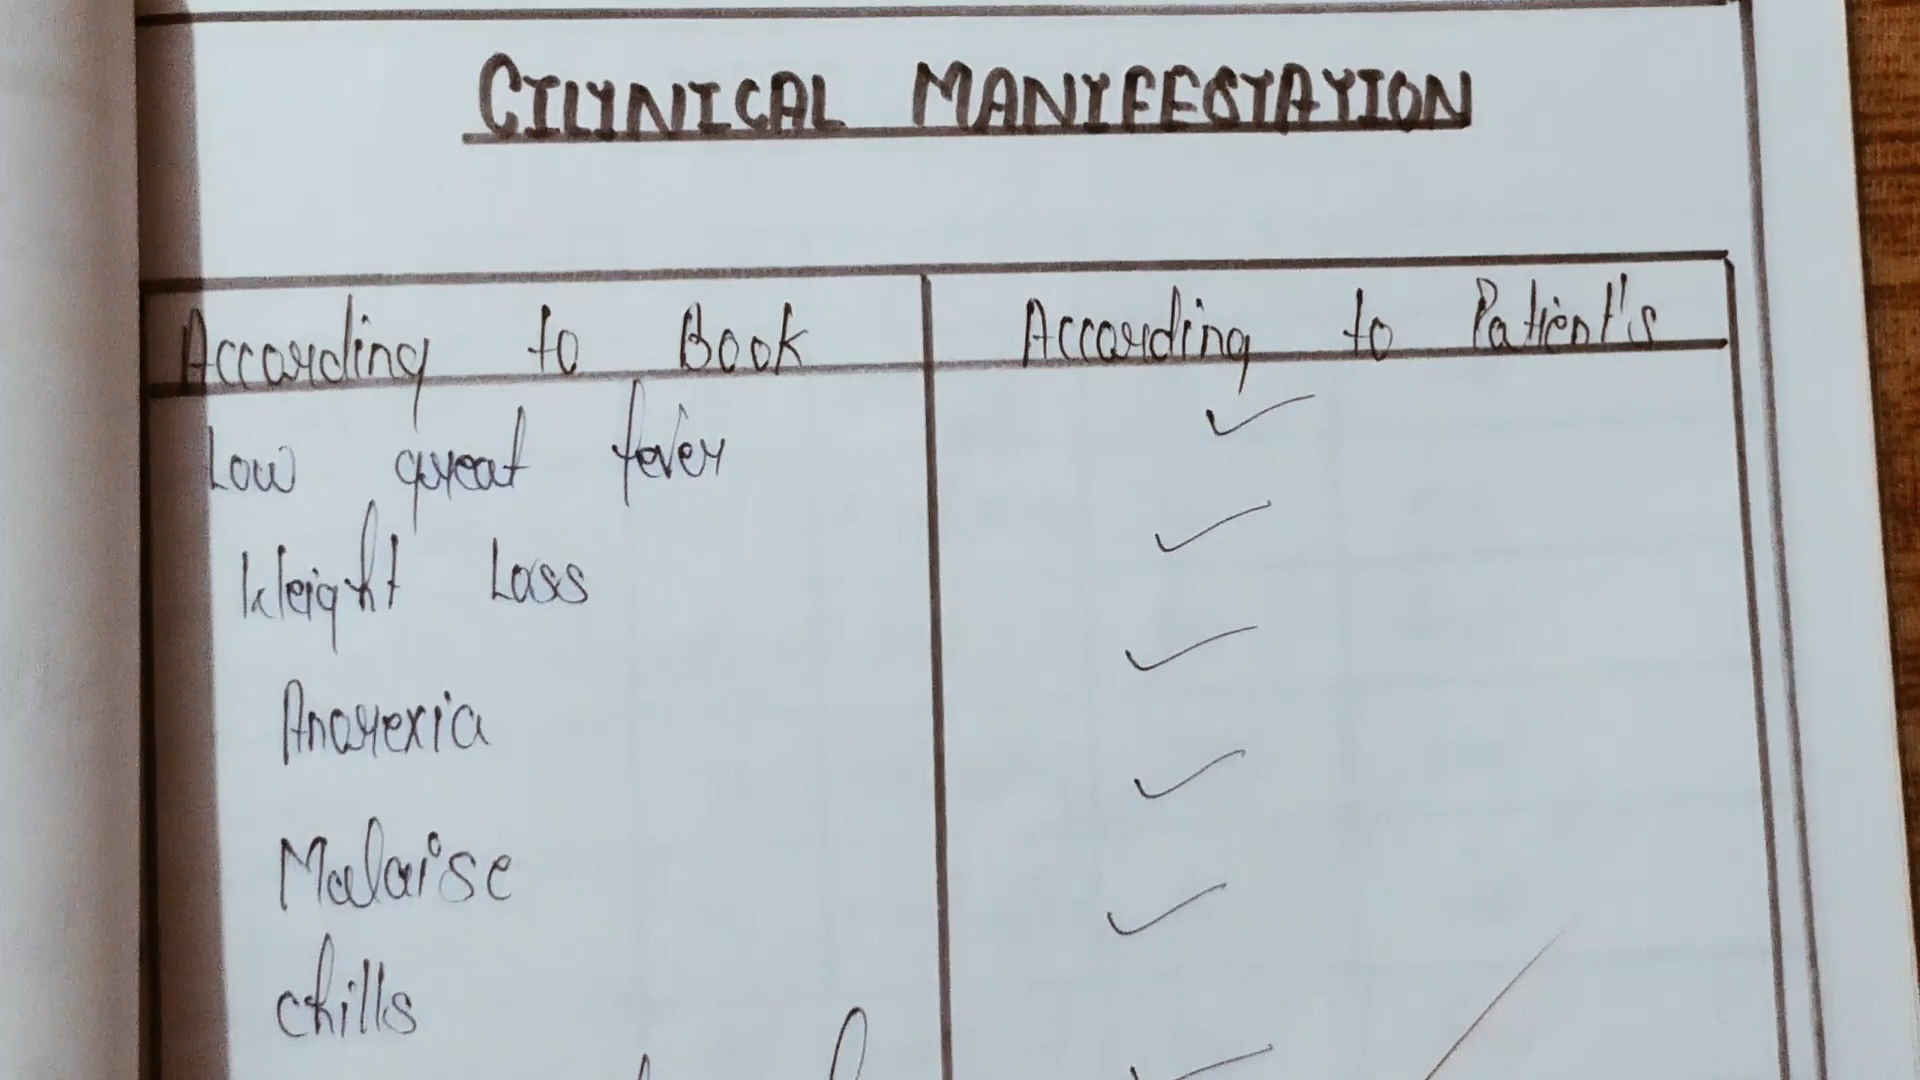 CILINICAL MANIFESTATION
According to Book
According to Patient's
Low great fever
✓
Weight Loss
✓
Anorexia
✓
Malaise
✓
chills
✓
✓